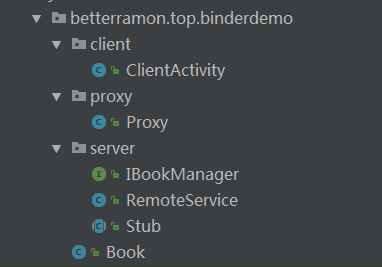 betterramon.top.binderdemo
client
ClientActivity
proxy
Proxy
server
IBookManager
RemoteService
Stub
Book